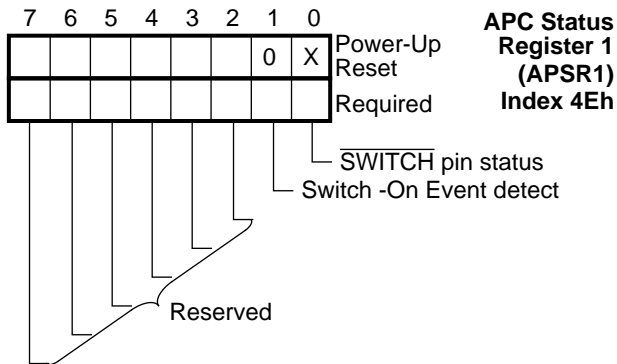 7 6 5 4 3 2 1 0
APC Status
Register 1
(APSR1)
Index 4Eh
0 X
Power-Up
Reset
Required
SWITCH pin status
Switch -On Event detect
Reserved